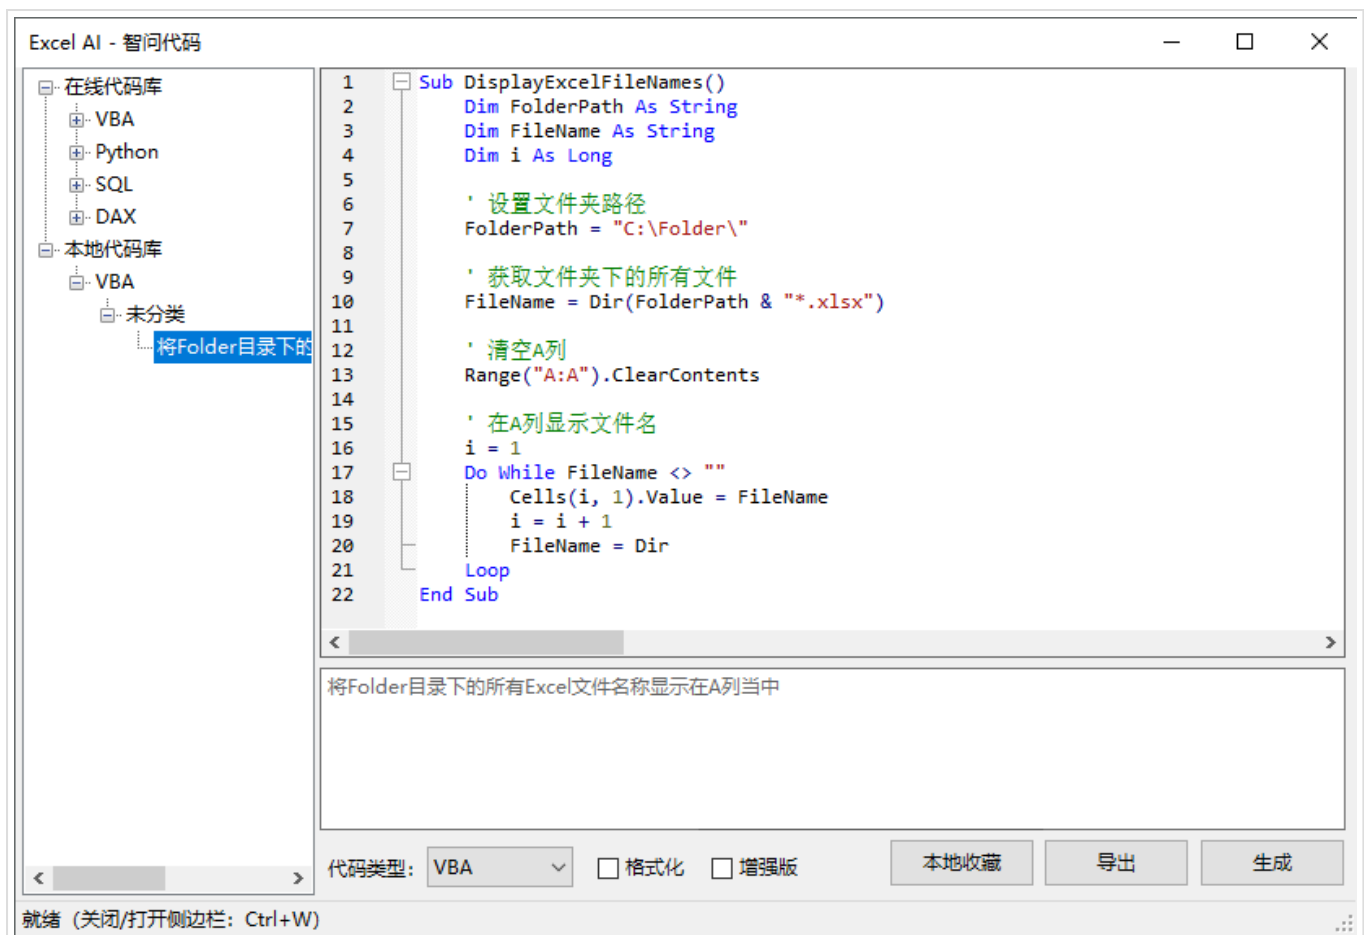 Excel AI - 智问代码
在线代码库
VBA
Python
SQL
DAX
本地代码库
VBA
未分类
将Folder目录下的
1 Sub DisplayExcelFileNames()
2 Dim FolderPath As String
3 Dim FileName As String
4 Dim i As Long
5
6 ' 设置文件夹路径
7 FolderPath = "C:\Folder\"
8
9 ' 获取文件夹下的所有文件
10 FileName = Dir(FolderPath & "*.xlsx")
11
12 ' 清空A列
13 Range("A:A").ClearContents
14
15 ' 在A列显示文件名
16 i = 1
17 Do While FileName <> ""
18 Cells(i, 1).Value = FileName
19 i = i + 1
20 FileName = Dir
21 Loop
22 End Sub
将Folder目录下的所有Excel文件名称显示在A列当中
代码类型: VBA 格式化 增强版 本地收藏 导出 生成
就绪 (关闭/打开侧边栏: Ctrl+W)